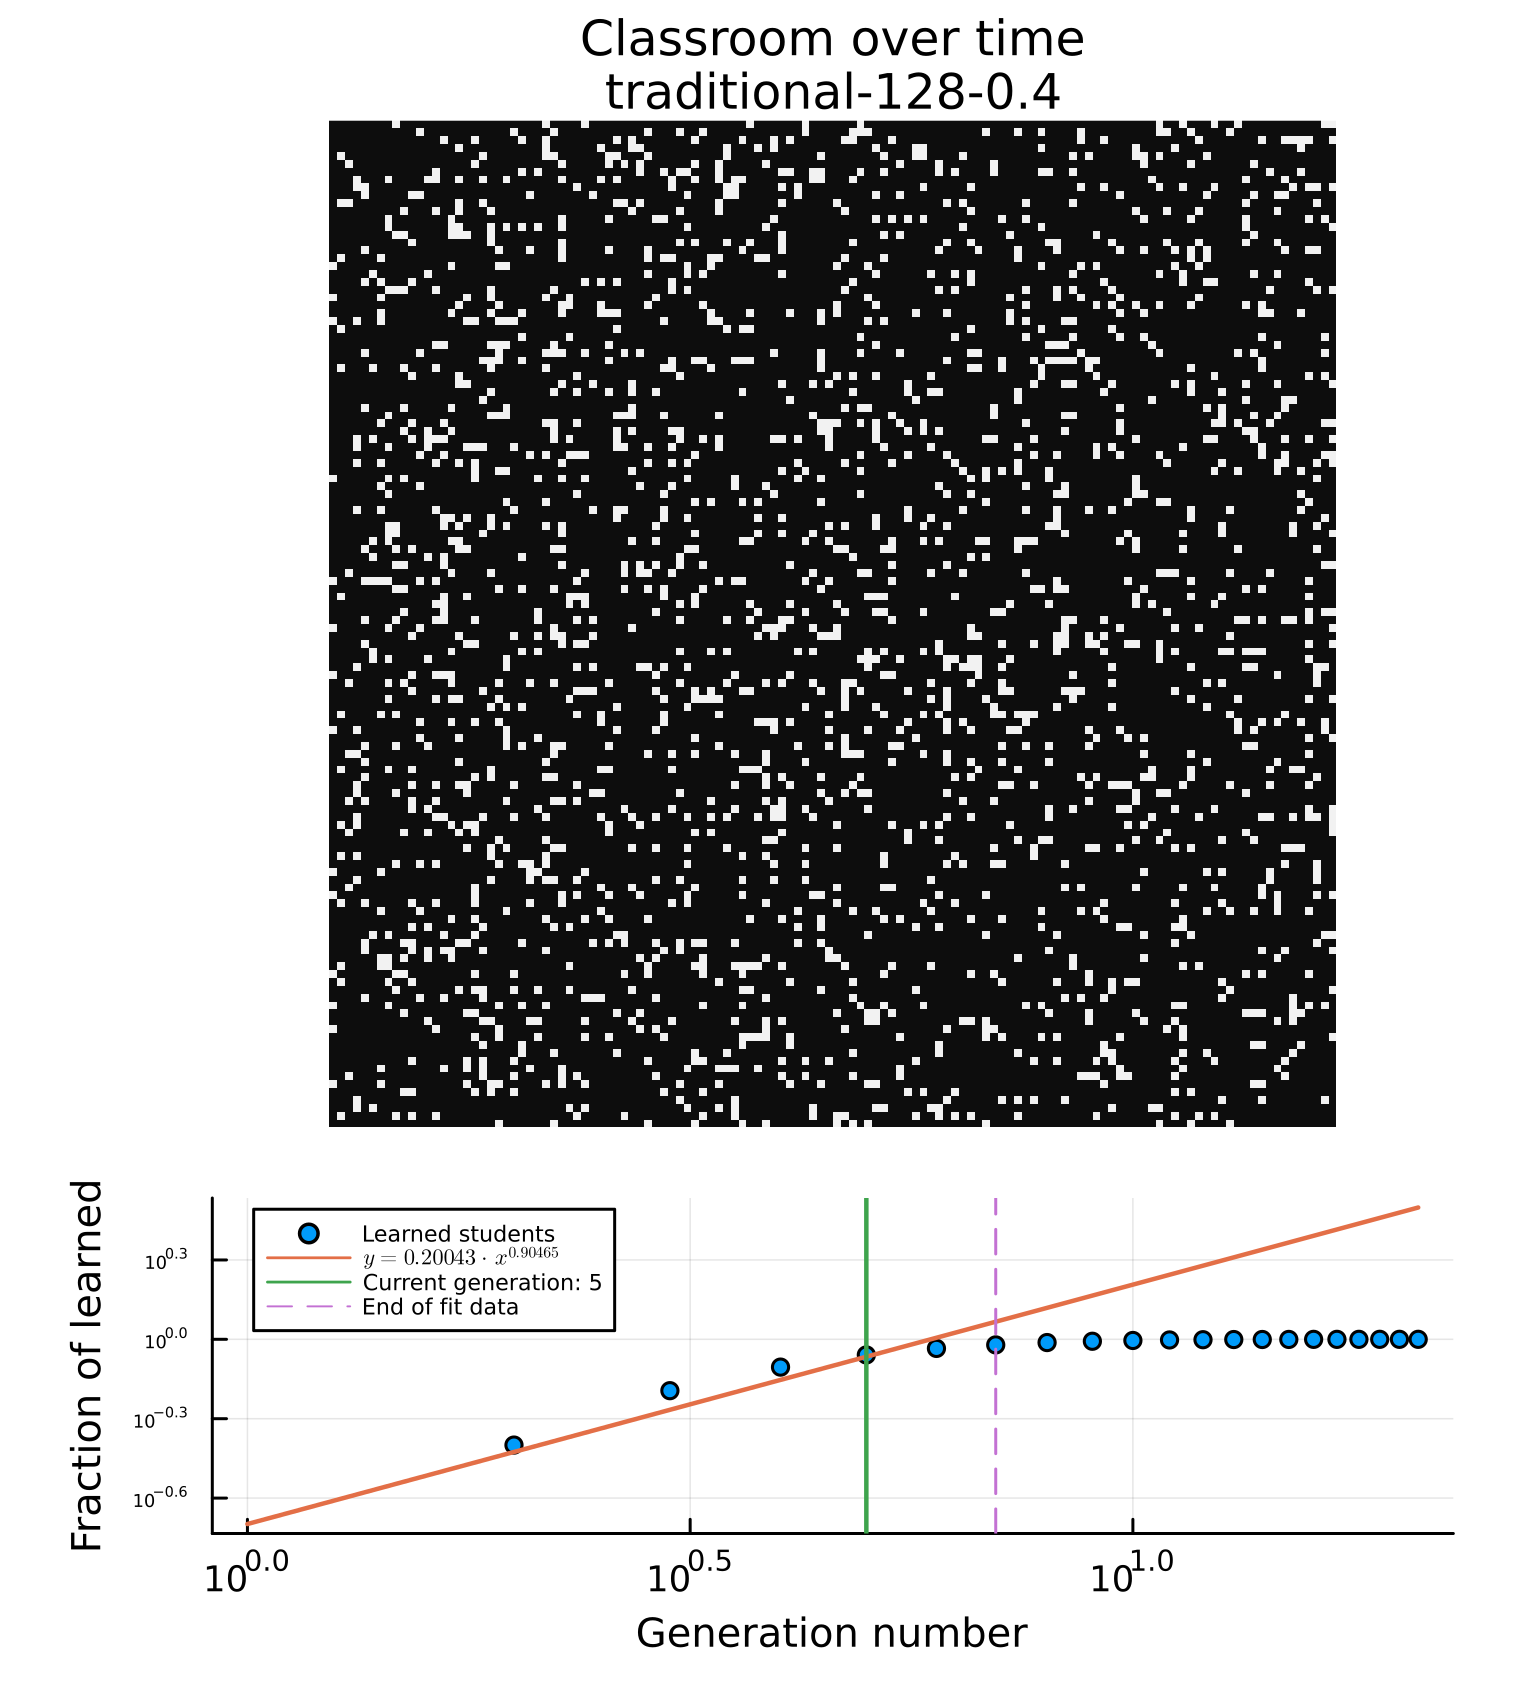 Classroom over time
traditional-128-0.4
Fraction of learned
10^0.3
10^0.0
10^−0.3
10^−0.6
Learned students
y = 0.20043 · x^0.90465
Current generation: 5
End of fit data
10^0.0
10^0.5
10^1.0
Generation number